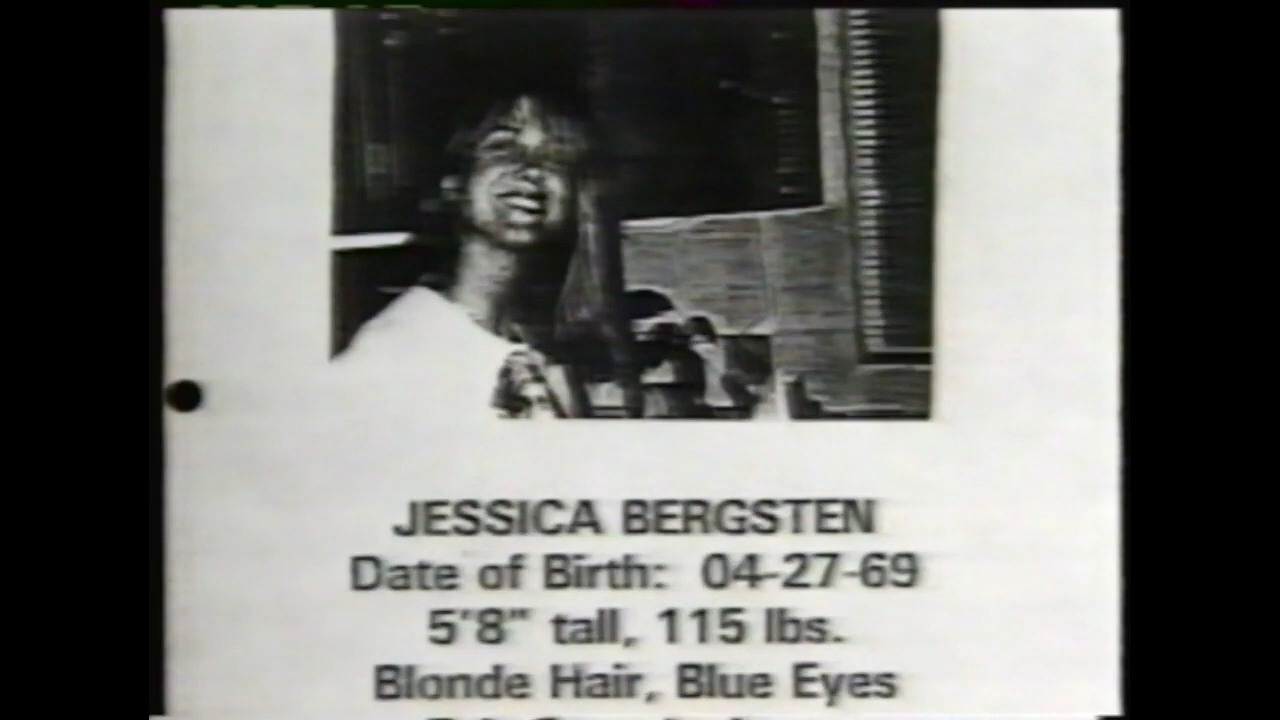 JESSICA BERGSTEN
Date of Birth: 04-27-69
5'8" tall, 115 lbs.
Blonde Hair, Blue Eyes